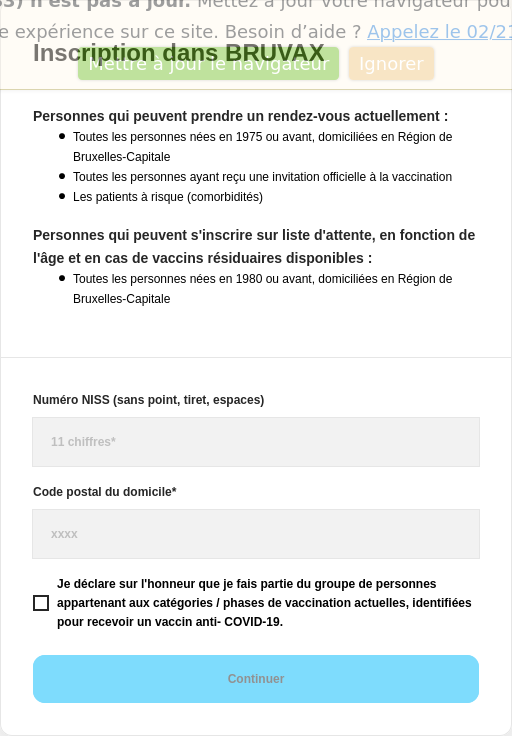 n'est pas à jour. Mettez à jour votre navigateur pou
expérience sur ce site. Besoin d’aide ? Appelez le 02/21
Inscription dans BRUVAX
Mettre à jour le navigateur Ignorer
Personnes qui peuvent prendre un rendez-vous actuellement :
Toutes les personnes nées en 1975 ou avant, domiciliées en Région de
Bruxelles-Capitale
Toutes les personnes ayant reçu une invitation officielle à la vaccination
Les patients à risque (comorbidités)
Personnes qui peuvent s'inscrire sur liste d'attente, en fonction de
l'âge et en cas de vaccins résiduaires disponibles :
Toutes les personnes nées en 1980 ou avant, domiciliées en Région de
Bruxelles-Capitale
Numéro NISS (sans point, tiret, espaces)
11 chiffres*
Code postal du domicile*
xxxx
Je déclare sur l'honneur que je fais partie du groupe de personnes
appartenant aux catégories / phases de vaccination actuelles, identifiées
pour recevoir un vaccin anti- COVID-19.
Continuer